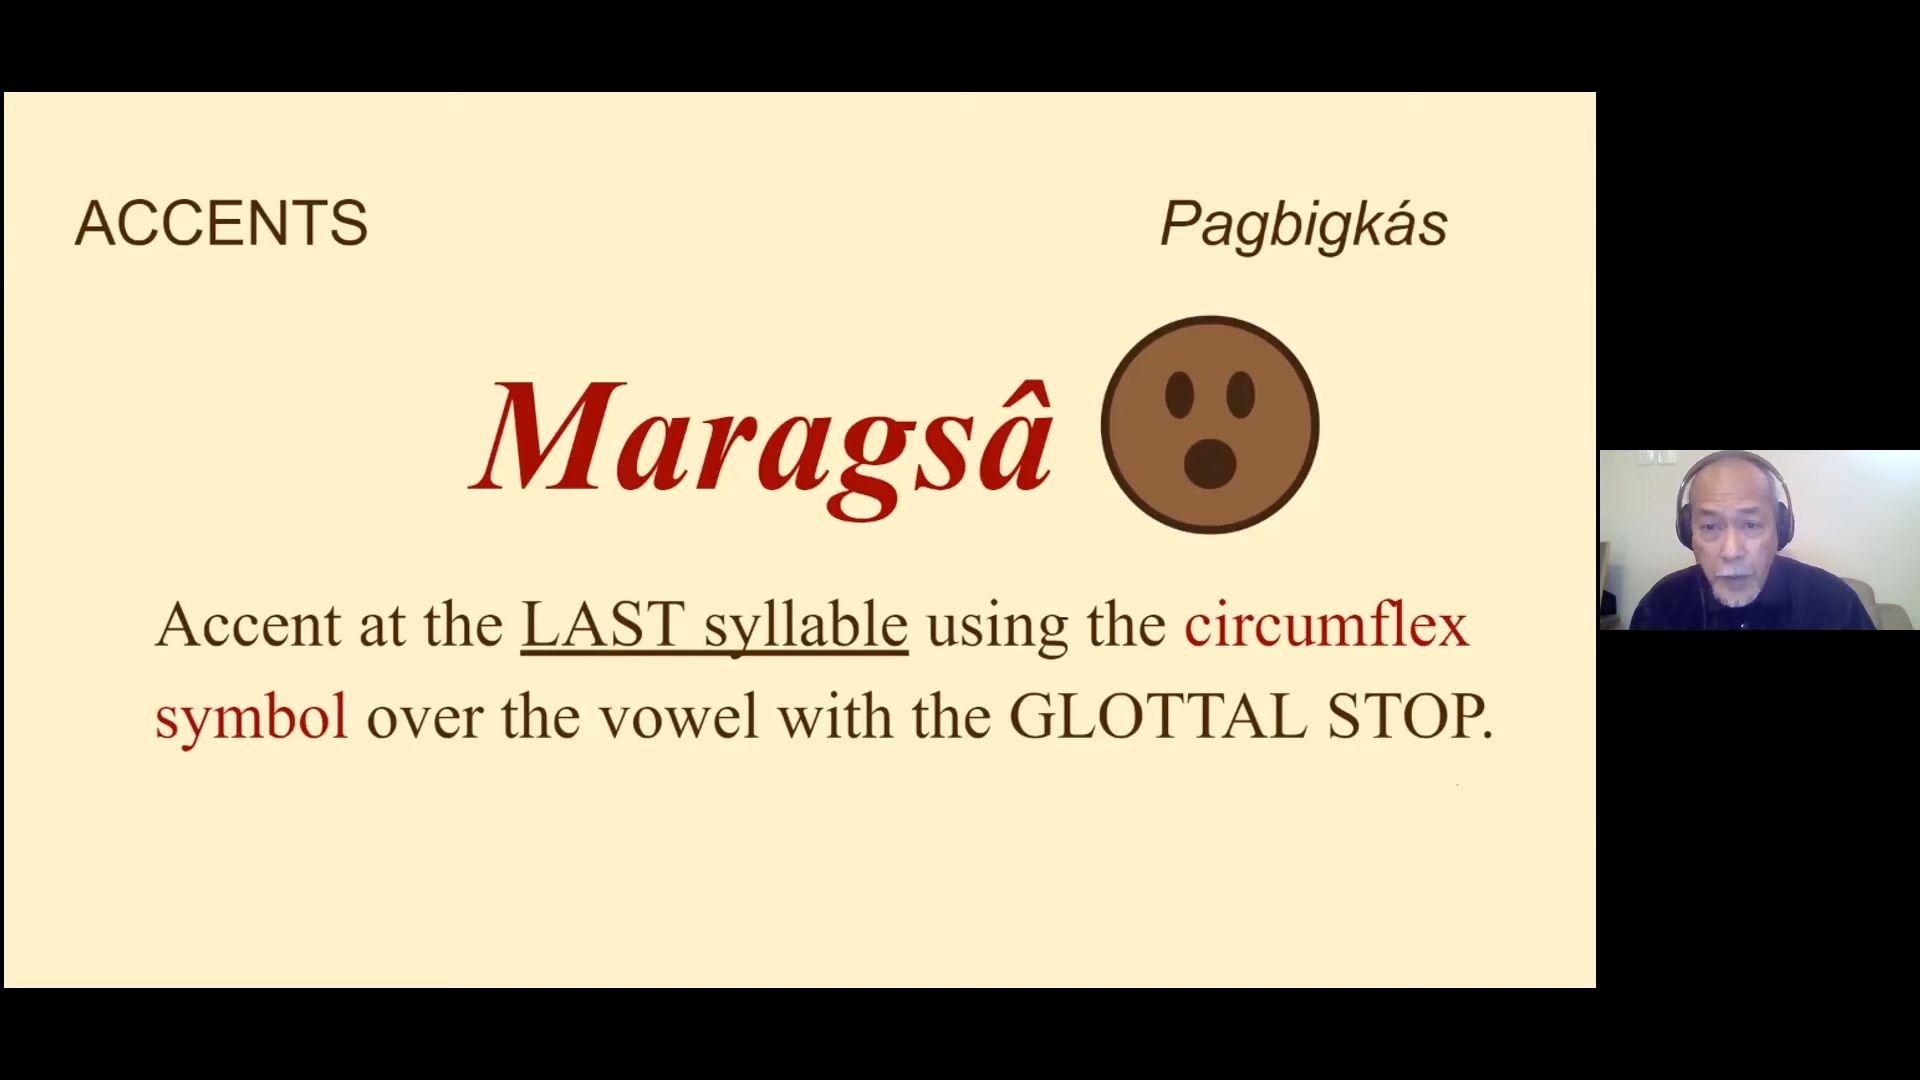 ACCENTS
Pagbigkás
Maragsâ
Accent at the LAST syllable using the circumflex
symbol over the vowel with the GLOTTAL STOP.